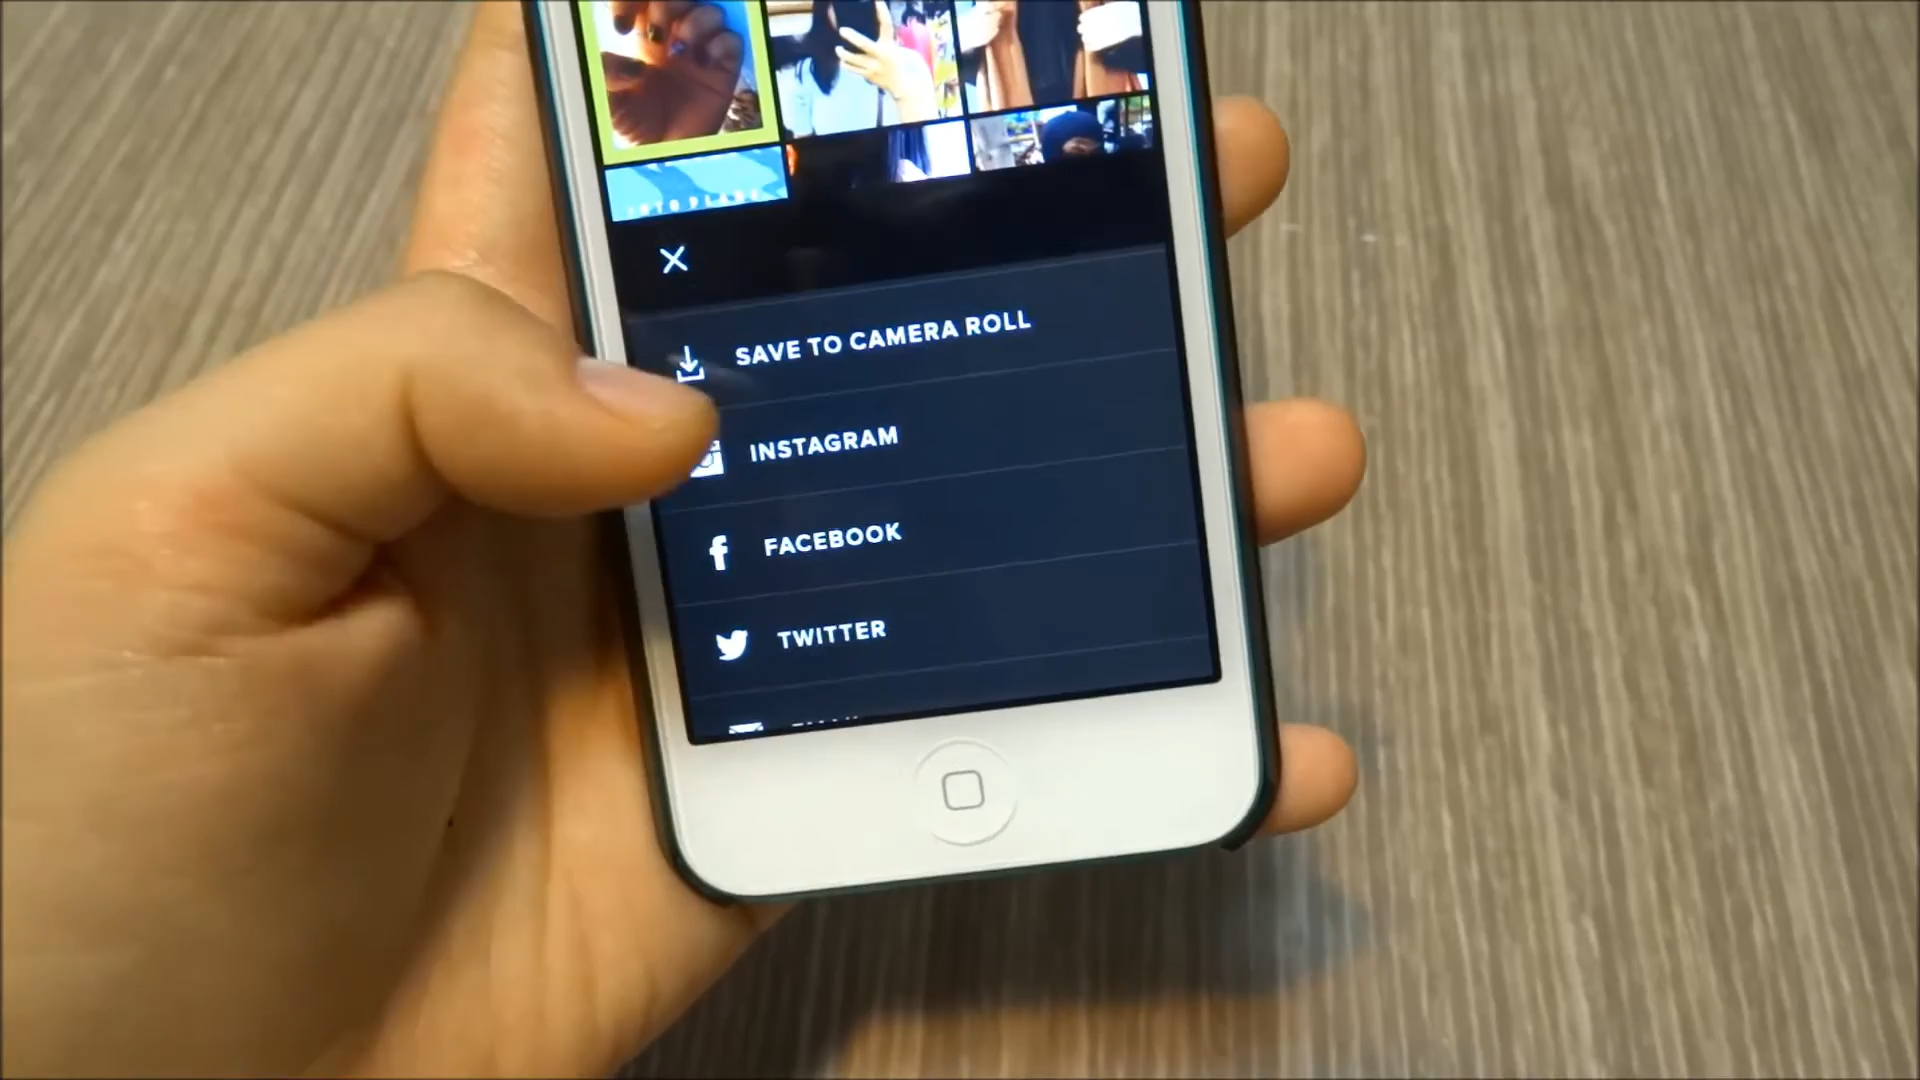 SAVE TO CAMERA ROLL
INSTAGRAM
FACEBOOK
TWITTER